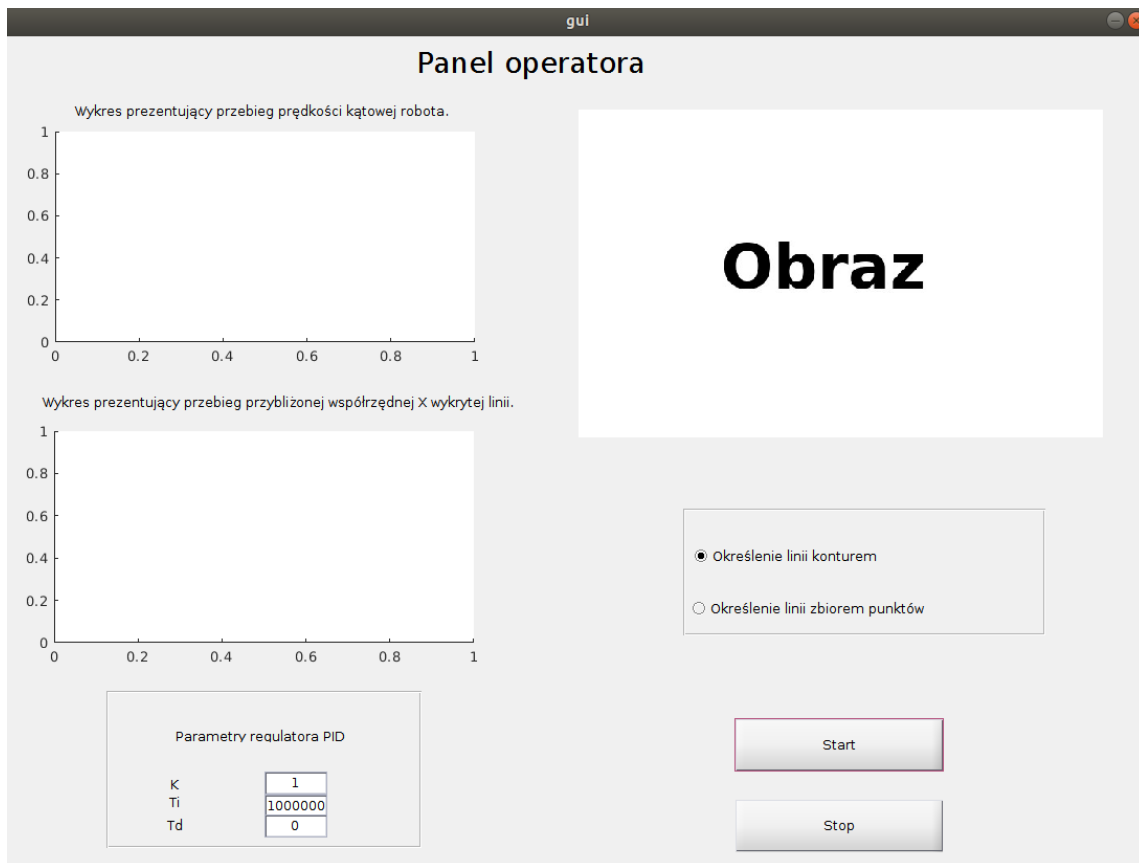 gui
Panel operatora
Wykres prezentujący przebieg prędkości kątowej robota.
1
0.8
0.6
0.4
0.2
0
0 0.2 0.4 0.6 0.8 1
Obraz
Wykres prezentujący przebieg przybliżonej współrzędnej X wykrytej linii.
1
0.8
0.6
0.4
0.2
0
0 0.2 0.4 0.6 0.8 1
Określenie linii konturem
Określenie linii zbiorem punktów
Parametry regulatora PID
K 1
Ti 1000000
Td 0
Start
Stop